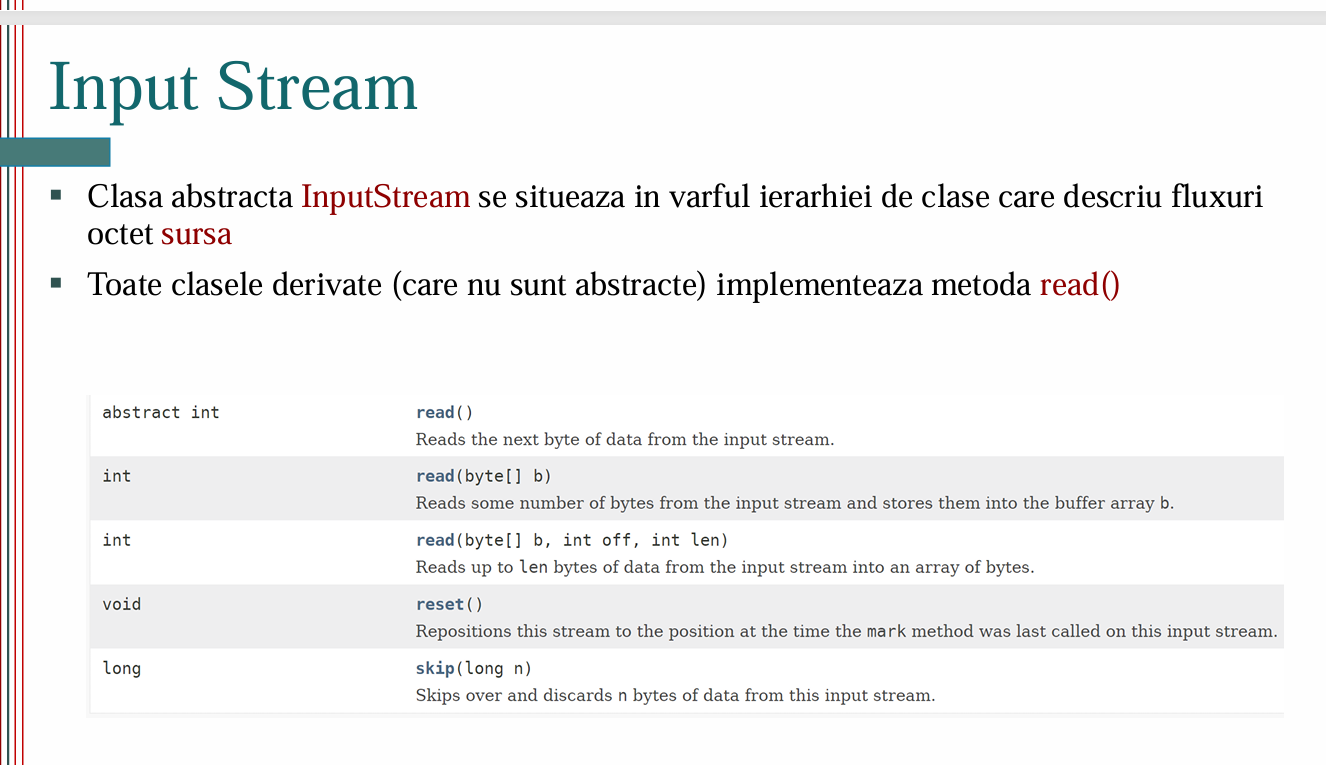 Input Stream
Clasa abstracta InputStream se situeaza in varful ierarhiei de clase care descriu fluxuri
octet sursa
Toate clasele derivate (care nu sunt abstracte) implementeaza metoda read()
abstract int read()
Reads the next byte of data from the input stream.
int read(byte[] b)
Reads some number of bytes from the input stream and stores them into the buffer array b.
int read(byte[] b, int off, int len)
Reads up to len bytes of data from the input stream into an array of bytes.
void reset()
Repositions this stream to the position at the time the mark method was last called on this input stream.
long skip(long n)
Skips over and discards n bytes of data from this input stream.